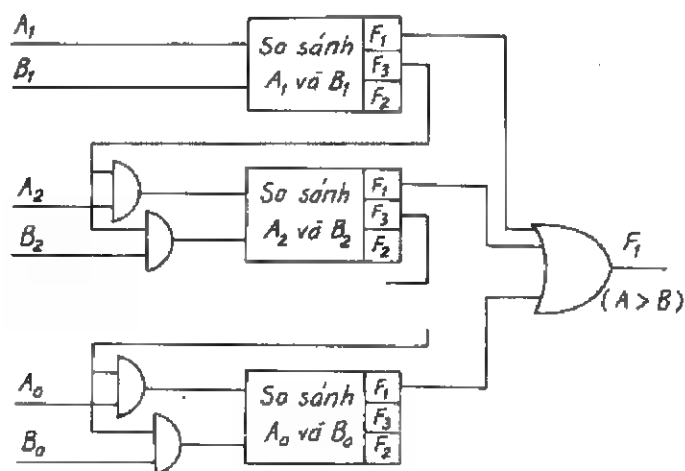 A₁
B₁
So sánh
A₁ và B₁
F₁
F₃
F₂
A₂
B₂
So sánh
A₂ và B₂
F₁
F₃
F₂
F₁
(A > B)
A₀
B₀
So sánh
A₀ và B₀
F₁
F₃
F₂